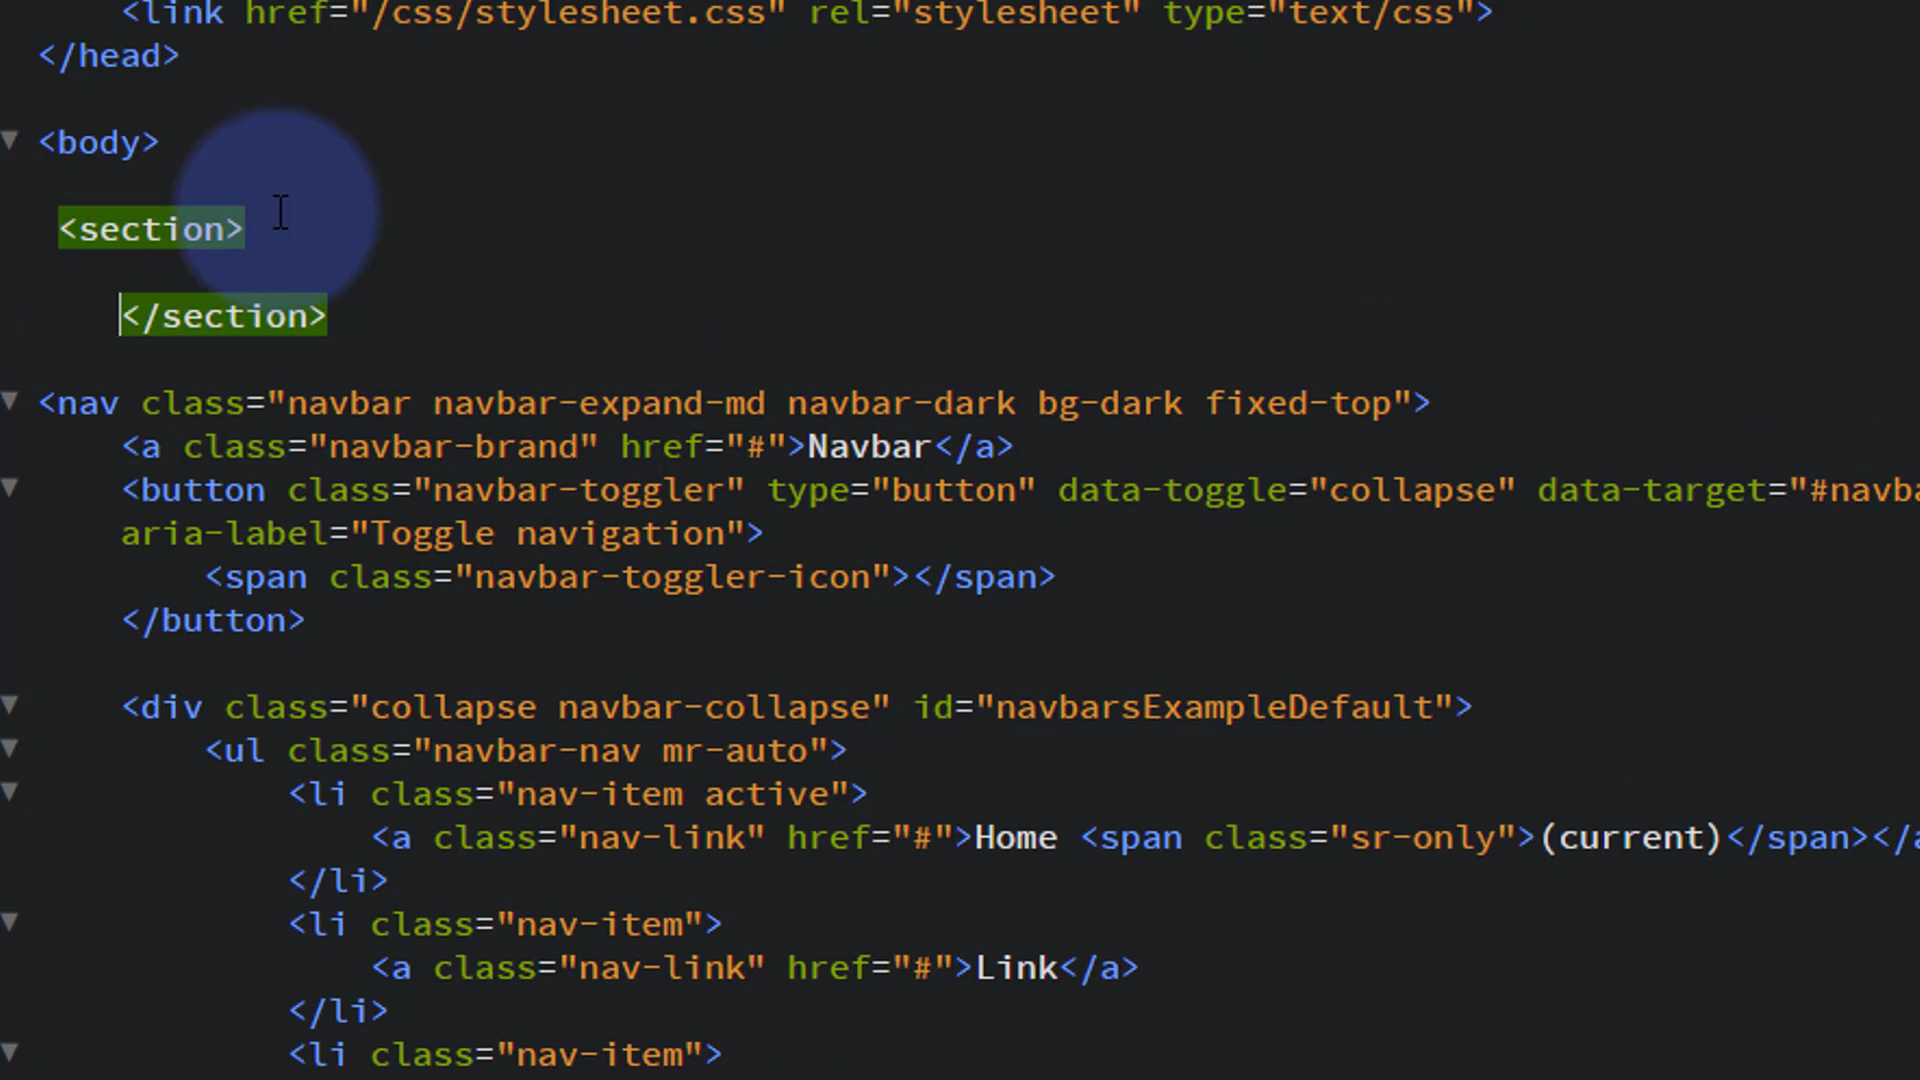 <link href="/css/stylesheet.css" rel="stylesheet" type="text/css">
</head>
<body>
<section>
</section>
<nav class="navbar navbar-expand-md navbar-dark bg-dark fixed-top">
<a class="navbar-brand" href="#">Navbar</a>
<button class="navbar-toggler" type="button" data-toggle="collapse" data-target="#navba
aria-label="Toggle navigation">
<span class="navbar-toggler-icon"></span>
</button>
<div class="collapse navbar-collapse" id="navbarsExampleDefault">
<ul class="navbar-nav mr-auto">
<li class="nav-item active">
<a class="nav-link" href="#">Home <span class="sr-only">(current)</span></a
</li>
<li class="nav-item">
<a class="nav-link" href="#">Link</a>
</li>
<li class="nav-item">